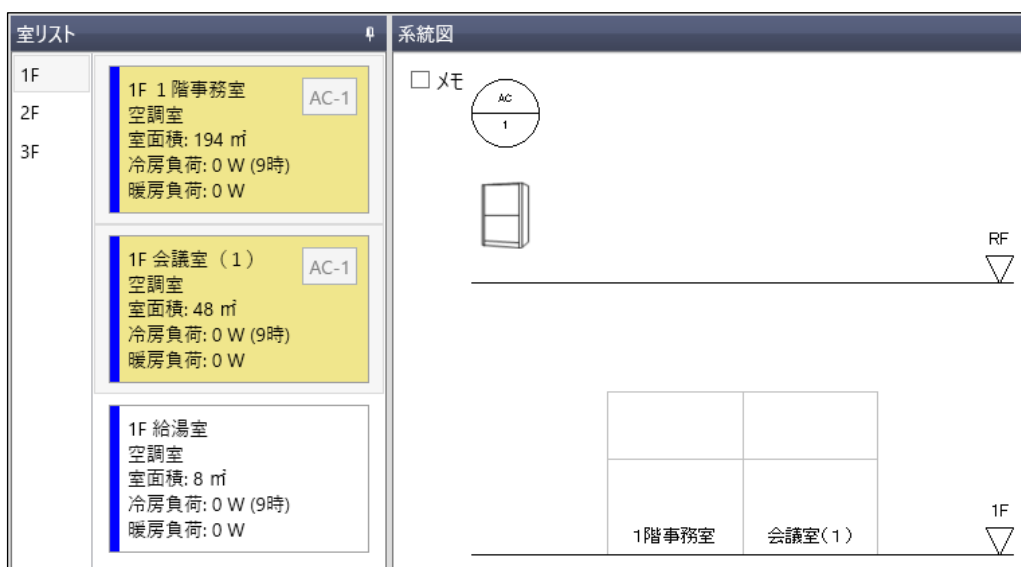 室リスト
1F
2F
3F
1F 1階事務室
AC-1
空調室
室面積: 194 ㎡
冷房負荷: 0 W (9時)
暖房負荷: 0 W
1F 会議室（1）
AC-1
空調室
室面積: 48 ㎡
冷房負荷: 0 W (9時)
暖房負荷: 0 W
1F 給湯室
空調室
室面積: 8 ㎡
冷房負荷: 0 W (9時)
暖房負荷: 0 W
系統図
メモ
AC
1
RF
1階事務室
会議室(1)
1F